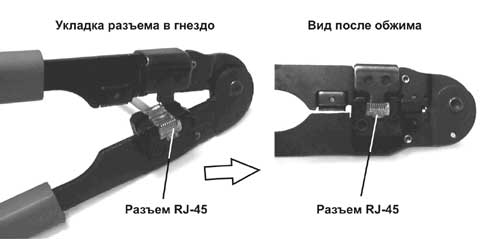 Укладка разъема в гнездо
Вид после обжима
Разъем RJ-45
Разъем RJ-45